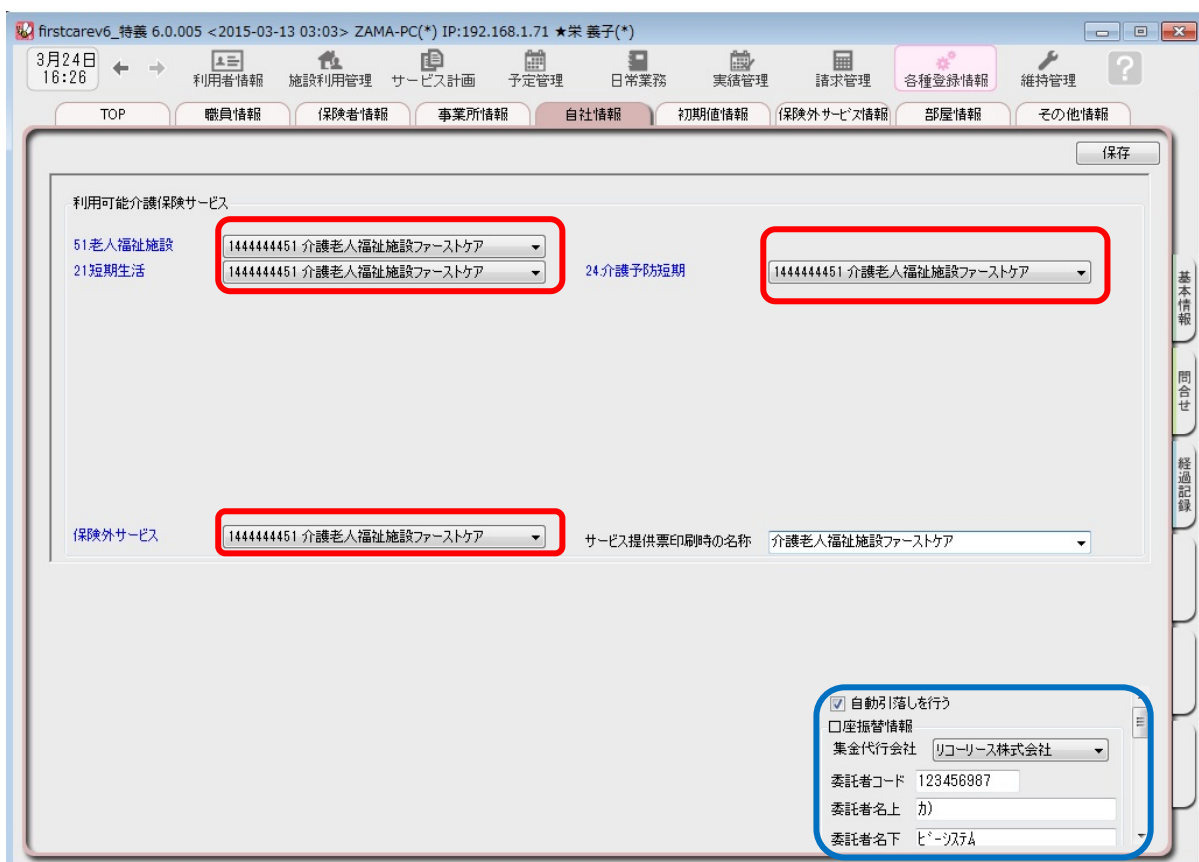 firstcarev6_特義 6.0.005 <2015-03-13 03:03> ZAMA-PC(*) IP:192.168.1.71 ★栄 義子(*)
3月24日
16:26
利用者情報 施設利用管理 サービス計画 予定管理 日常業務 実績管理 請求管理 各種登録情報 維持管理 ?
TOP 職員情報 保険者情報 事業所情報 自社情報 初期値情報 保険外サービス情報 部屋情報 その他情報
保存
利用可能介護保険サービス
51.老人福祉施設 1444444451 介護老人福祉施設ファーストケア
21.短期生活 1444444451 介護老人福祉施設ファーストケア 24.介護予防短期 1444444451 介護老人福祉施設ファーストケア
保険外サービス 1444444451 介護老人福祉施設ファーストケア サービス提供票印刷時の名称 介護老人福祉施設ファーストケア
自動引落しを行う
口座振替情報
集金代行会社 リコーリース株式会社
委託者コード 123456987
委託者名上 カ)
委託者名下 ビーシステム
基本情報
問合せ
経過記録